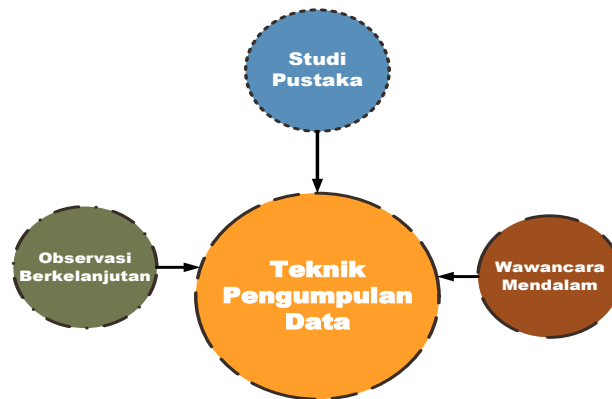 Studi
Pustaka
Observasi
Berkelanjutan
Teknik
Pengumpulan
Data
Wawancara
Mendalam